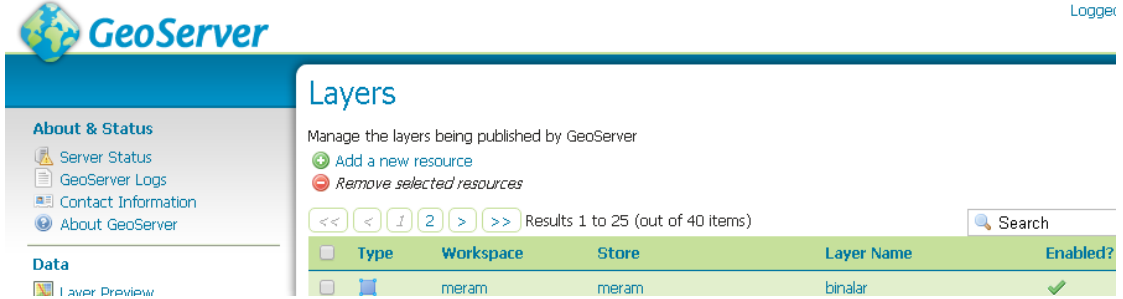 GeoServer
Logged
About & Status
Server Status
GeoServer Logs
Contact Information
About GeoServer
Data
Layer Preview
Layers
Manage the layers being published by GeoServer
Add a new resource
Remove selected resources
<< < 1 2 > >> Results 1 to 25 (out of 40 items) Search
Type Workspace Store Layer Name Enabled?
meram meram binalar